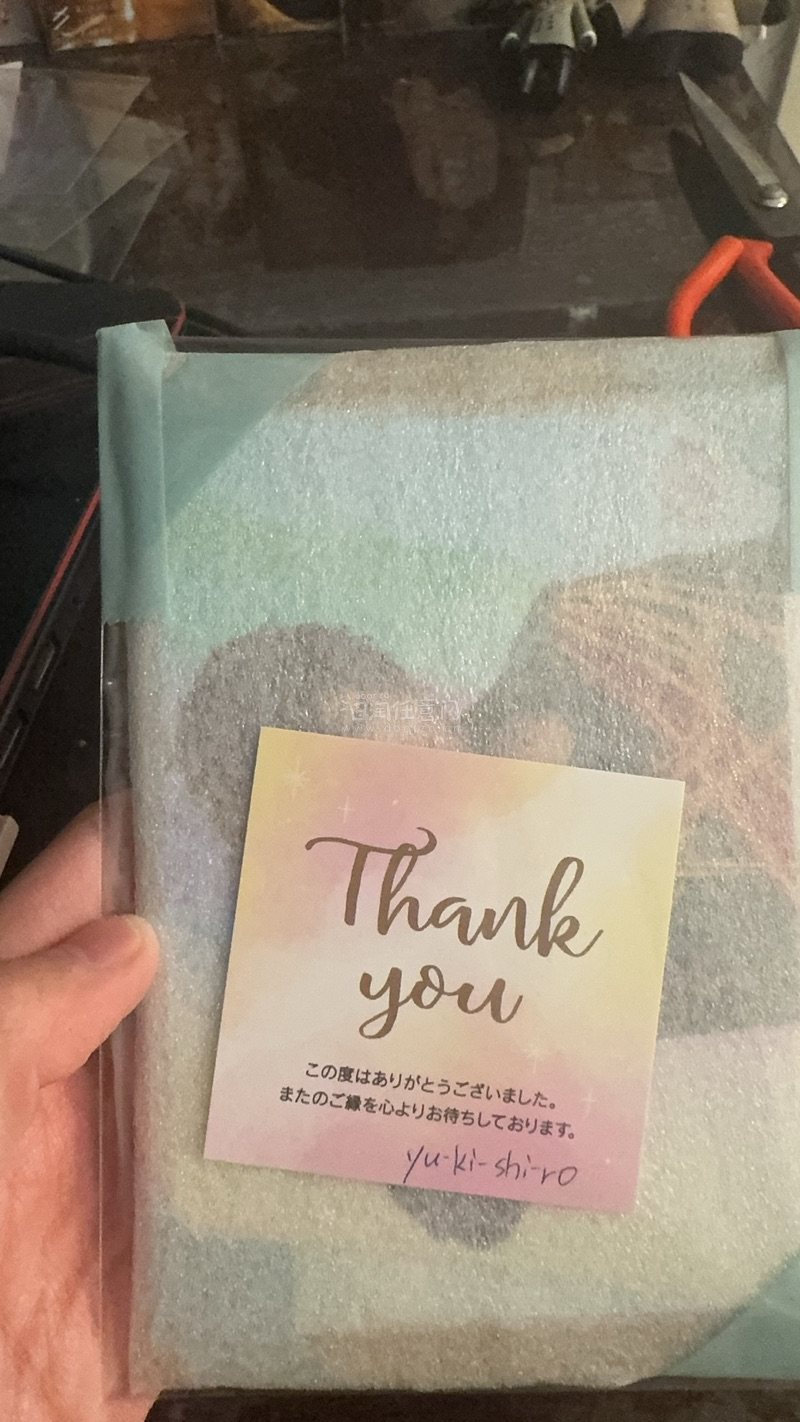 Thank
you
この度はありがとうございました。
またのご縁を心よりお待ちしております。
yu-ki-shi-ro